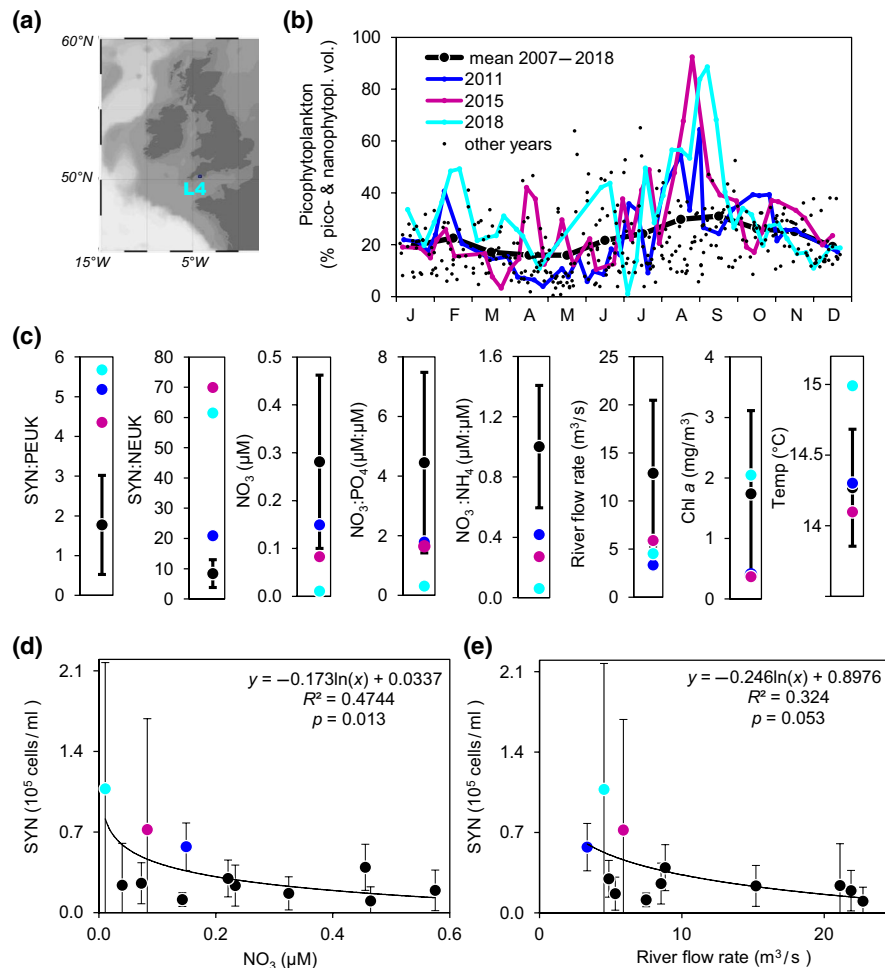 (a)
60°N
50°N
L4
15°W
5°W
(b)
Picophytoplankton
(% pico- & nanophytopl. vol.)
100
80
60
40
20
0
mean 2007–2018
2011
2015
2018
other years
J F M A M J J A S O N D
(c)
SYN:PEUK
6
5
4
3
2
1
0
SYN:NEUK
80
70
60
50
40
30
20
10
0
NO3 (µM)
0.5
0.4
0.3
0.2
0.1
0.0
NO3:PO4(µM:µM)
8
6
4
2
0
NO3:NH4 (µM:µM)
1.6
1.2
0.8
0.4
0.0
River flow rate (m3/s)
25
20
15
10
5
0
Chl a (mg/m3)
4
3
2
1
0
Temp (°C)
15
14.5
14
(d)
SYN (10⁵ cells/ml)
2.1
1.4
0.7
0.0
y = –0.173ln(x) + 0.0337
R² = 0.4744
p = 0.013
0.0 0.2 0.4 0.6
NO3 (µM)
(e)
SYN (10⁵ cells/ml)
2.1
1.4
0.7
0.0
y = –0.246ln(x) + 0.8976
R² = 0.324
p = 0.053
0 10 20
River flow rate (m3/s)